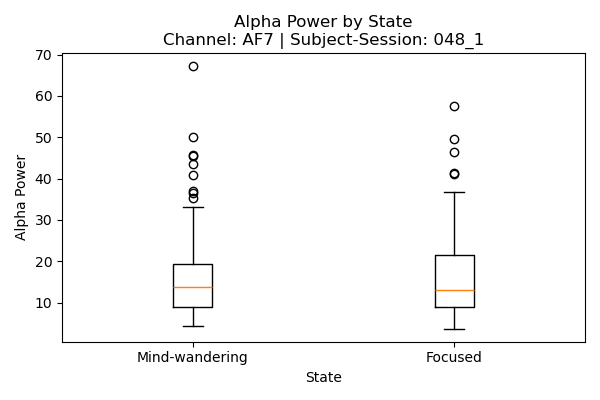 Alpha Power by State
Channel: AF7 | Subject-Session: 048_1
Alpha Power
70
60
50
40
30
20
10
Mind-wandering
Focused
State